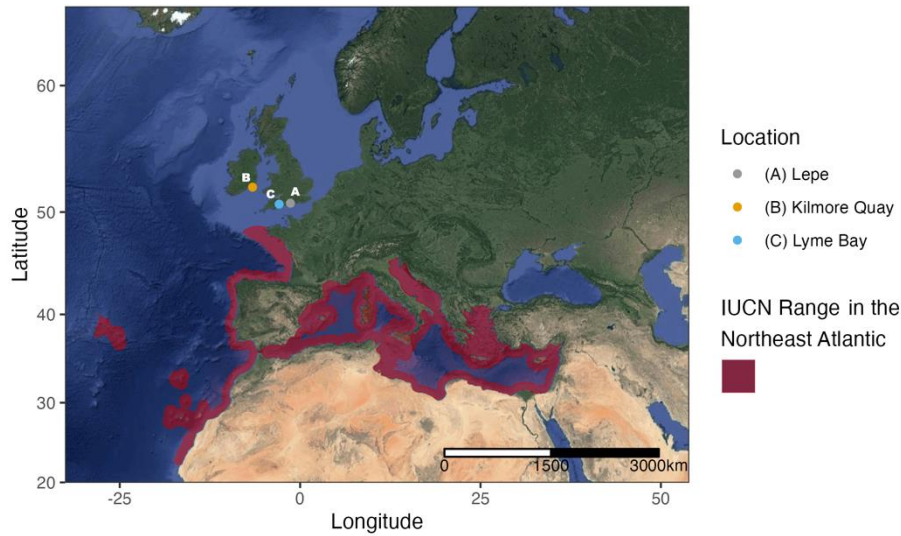 60
50
40
30
20
Latitude
B
C
A
0
1500
3000km
-25
0
25
50
Longitude
Location
(A) Lepe
(B) Kilmore Quay
(C) Lyme Bay
IUCN Range in the
Northeast Atlantic